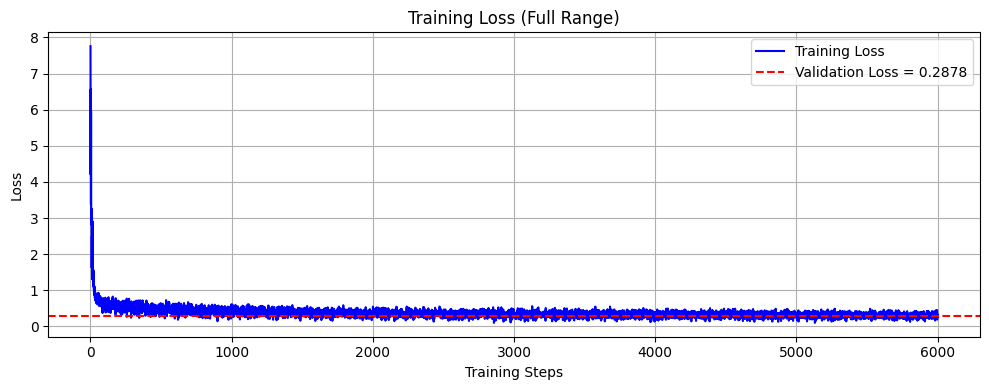 Training Loss (Full Range)
8
7
6
5
4
3
2
1
0
Loss
Training Loss
Validation Loss = 0.2878
0 1000 2000 3000 4000 5000 6000
Training Steps